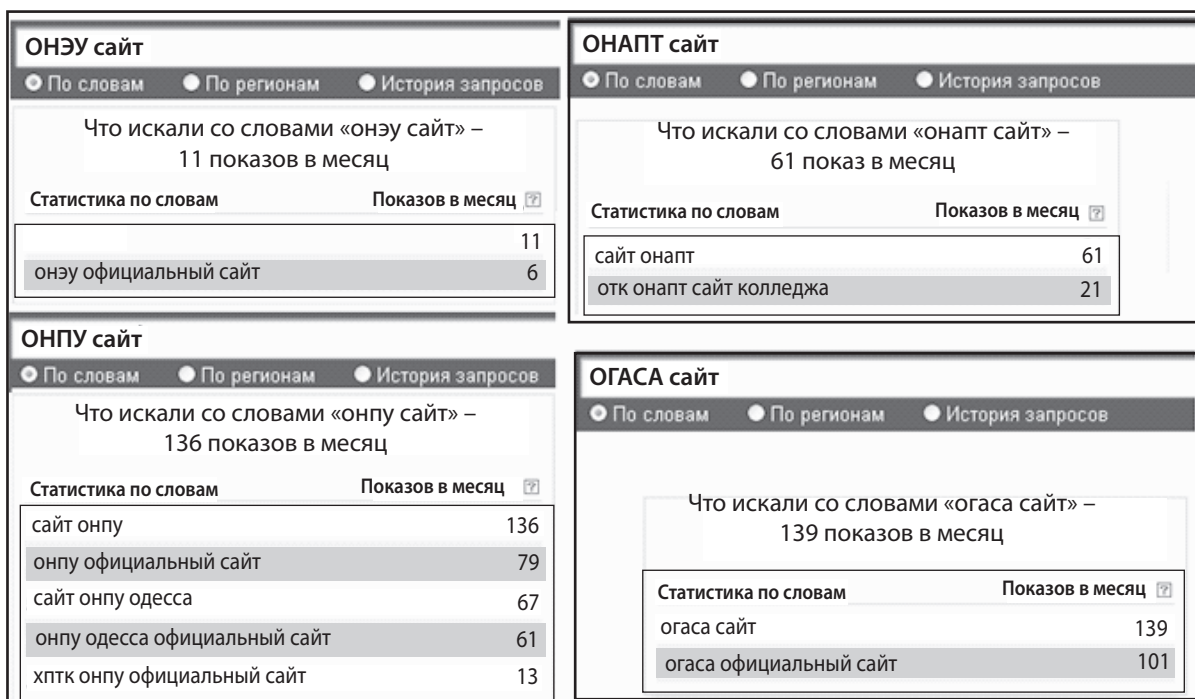 ОНЭУ сайт
По словам По регионам История запросов
Что искали со словами «онэу сайт» –
11 показов в месяц
Статистика по словам Показов в месяц ?
11
онэу официальный сайт 6
ОНАПТ сайт
По словам По регионам История запросов
Что искали со словами «онапт сайт» –
61 показ в месяц
Статистика по словам Показов в месяц ?
сайт онапт 61
отк онапт сайт колледжа 21
ОНПУ сайт
По словам По регионам История запросов
Что искали со словами «онпу сайт» –
136 показов в месяц
Статистика по словам Показов в месяц ?
сайт онпу 136
онпу официальный сайт 79
сайт онпу одесса 67
онпу одесса официальный сайт 61
хптк онпу официальный сайт 13
ОГАСА сайт
По словам По регионам История запросов
Что искали со словами «огаса сайт» –
139 показов в месяц
Статистика по словам Показов в месяц ?
огаса сайт 139
огаса официальный сайт 101